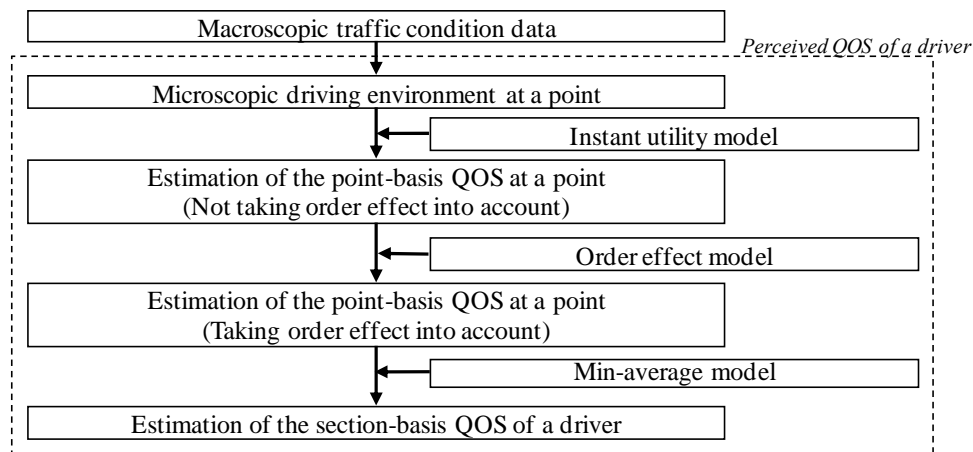 Macroscopic traffic condition data
Perceived QOS of a driver
Microscopic driving environment at a point
Instant utility model
Estimation of the point-basis QOS at a point
(Not taking order effect into account)
Order effect model
Estimation of the point-basis QOS at a point
(Taking order effect into account)
Min-average model
Estimation of the section-basis QOS of a driver